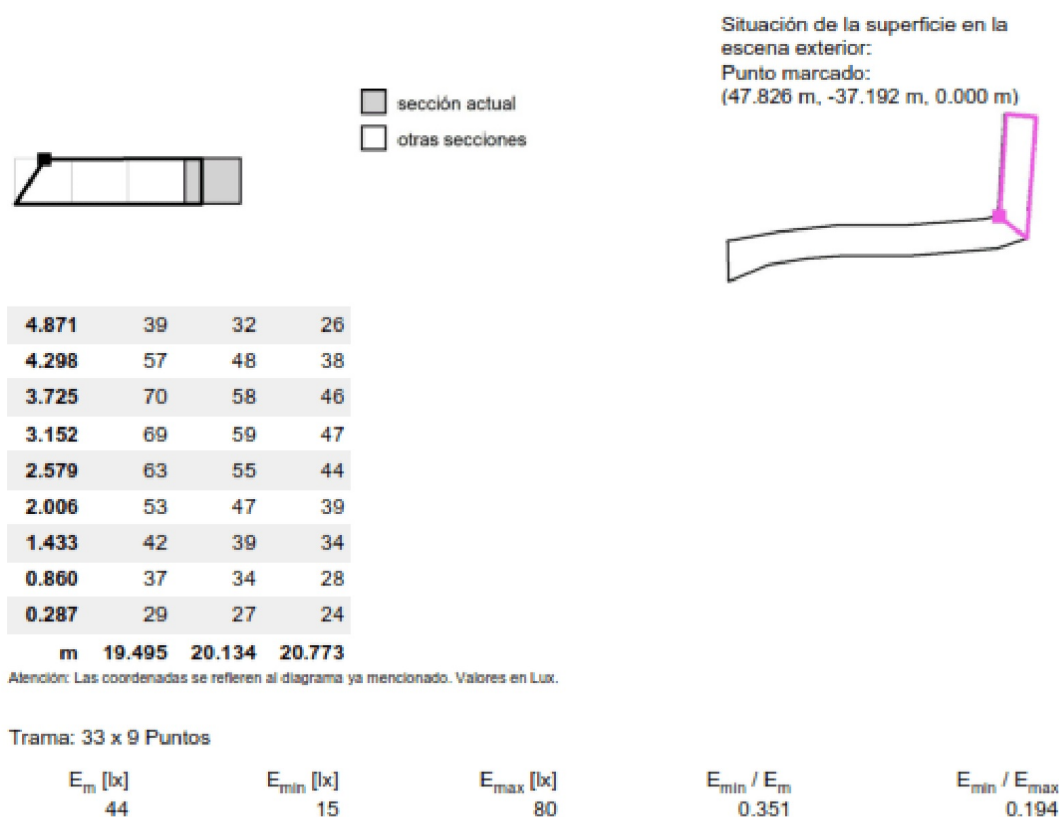 Situación de la superficie en la
escena exterior:
Punto marcado:
(47.826 m, -37.192 m, 0.000 m)
sección actual
otras secciones
4.871 39 32 26
4.298 57 48 38
3.725 70 58 46
3.152 69 59 47
2.579 63 55 44
2.006 53 47 39
1.433 42 39 34
0.860 37 34 28
0.287 29 27 24
m 19.495 20.134 20.773
Atención: Las coordenadas se refieren al diagrama ya mencionado. Valores en Lux.
Trama: 33 x 9 Puntos
Em [lx] Emin [lx] Emax [lx] Emin / Em Emin / Emax
44 15 80 0.351 0.194